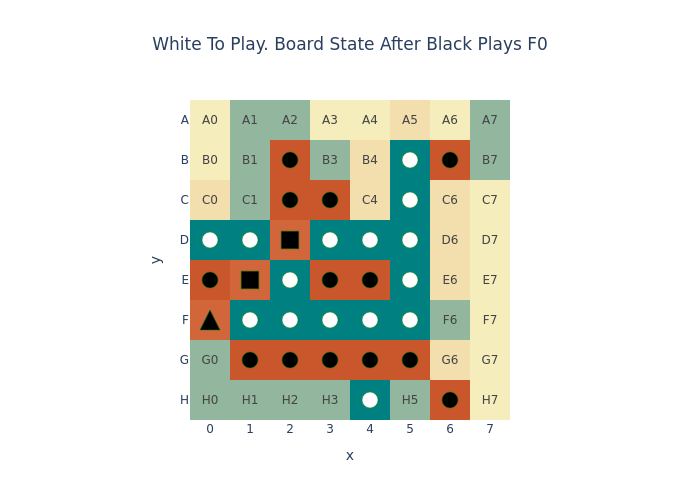 White To Play. Board State After Black Plays F0
A A0 A1 A2 A3 A4 A5 A6 A7
B B0 B1 B3 B4 B7
C C0 C1 C4 C6 C7
D D6 D7
E E6 E7
F F6 F7
G G0 G6 G7
H H0 H1 H2 H3 H5 H7
0 1 2 3 4 5 6 7
x
y